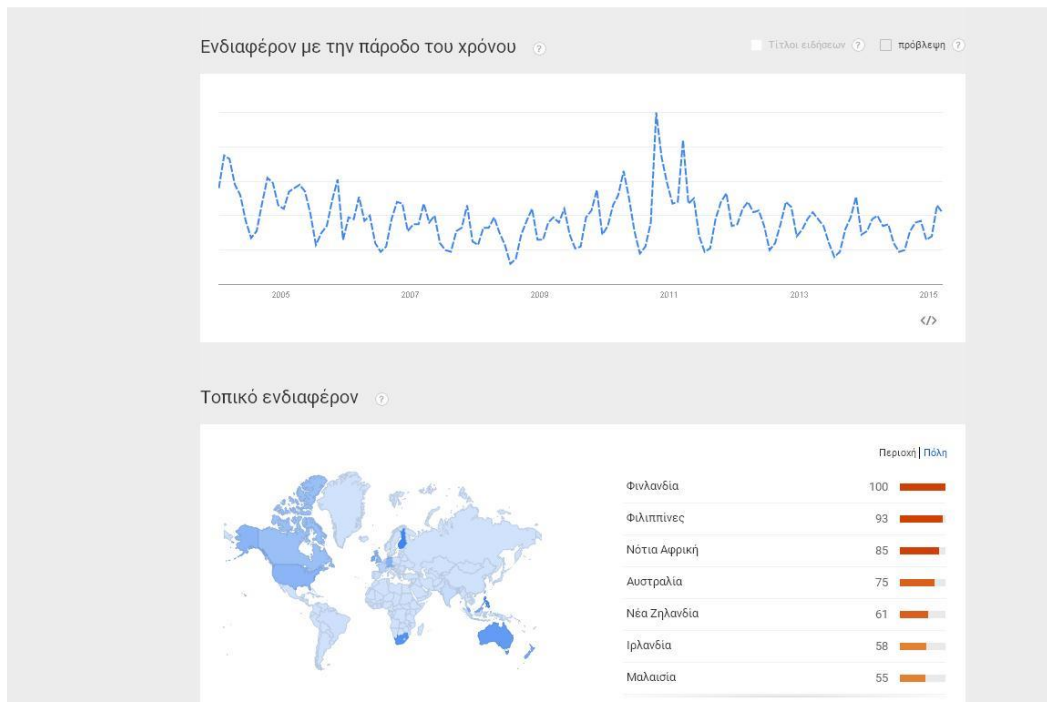 Ενδιαφέρον με την πάροδο του χρόνου ?
Τίτλοι ειδήσεων ? πρόβλεψη ?
2005 2007 2009 2011 2013 2015
</>
Τοπικό ενδιαφέρον ?
Περιοχή | Πόλη
Φινλανδία 100
Φιλιππίνες 93
Νότια Αφρική 85
Αυστραλία 75
Νέα Ζηλανδία 61
Ιρλανδία 58
Μαλαισία 55